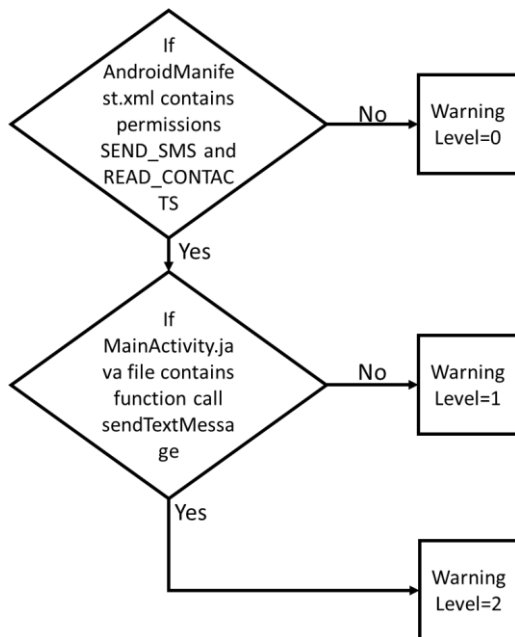 If
AndroidManife
st.xml contains
permissions
SEND_SMS and
READ_CONTAC
TS
No
Warning
Level=0
Yes
If
MainActivity.ja
va file contains
function call
sendTextMessa
ge
No
Warning
Level=1
Yes
Warning
Level=2